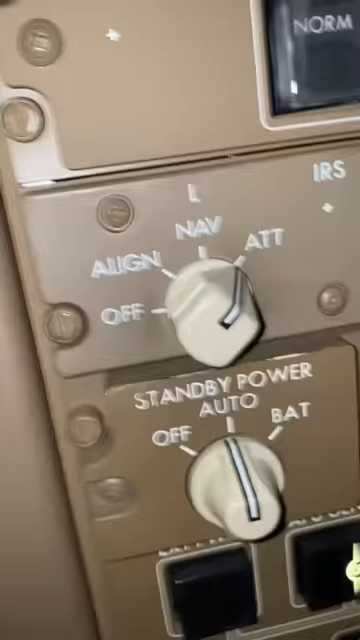 NORM
IRS
L
NAV
ALIGN
ATT
OFF
STANDBY POWER
AUTO
OFF
BAT